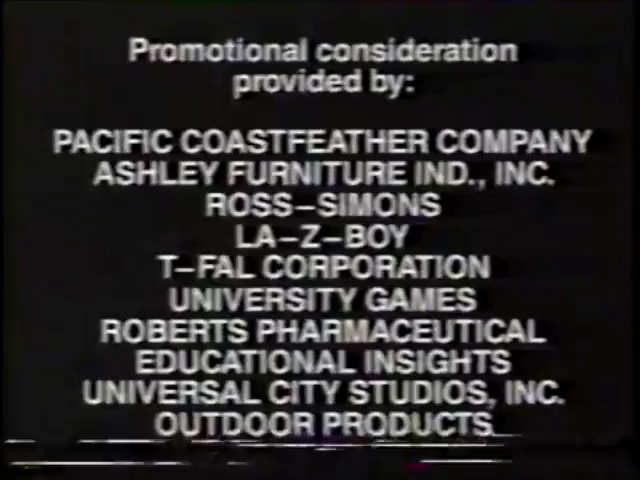 Promotional consideration
provided by:
PACIFIC COASTFEATHER COMPANY
ASHLEY FURNITURE IND., INC.
ROSS-SIMONS
LA-Z-BOY
T-FAL CORPORATION
UNIVERSITY GAMES
ROBERTS PHARMACEUTICAL
EDUCATIONAL INSIGHTS
UNIVERSAL CITY STUDIOS, INC.
OUTDOOR PRODUCTS